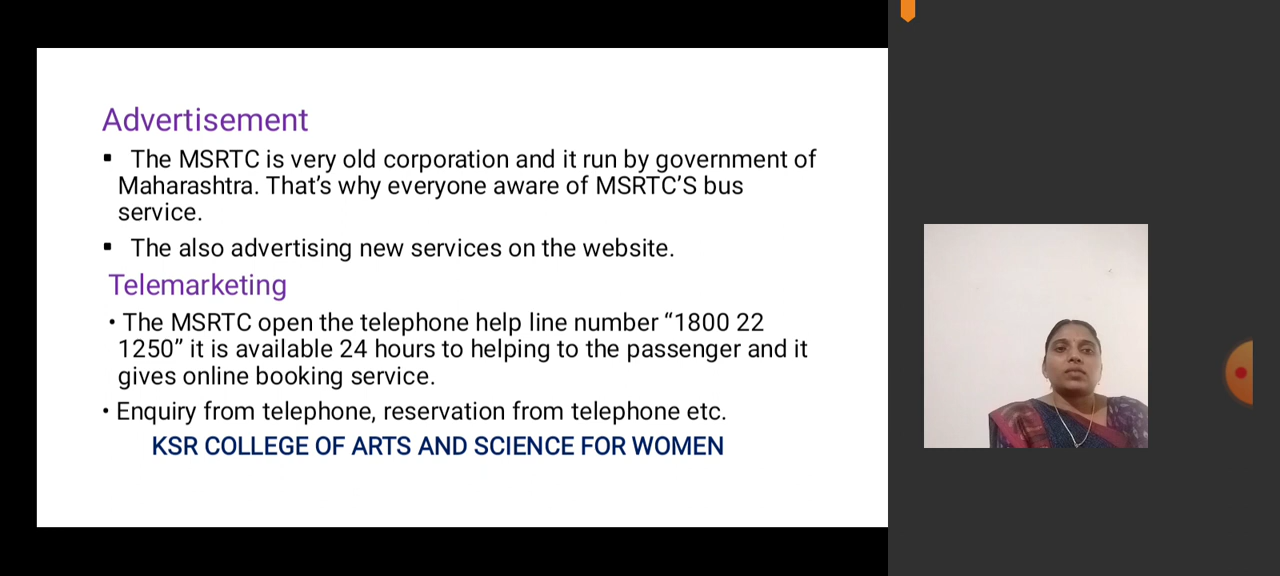 Advertisement
▪ The MSRTC is very old corporation and it run by government of
Maharashtra. That’s why everyone aware of MSRTC’S bus
service.
▪ The also advertising new services on the website.
Telemarketing
• The MSRTC open the telephone help line number “1800 22
1250” it is available 24 hours to helping to the passenger and it
gives online booking service.
• Enquiry from telephone, reservation from telephone etc.
KSR COLLEGE OF ARTS AND SCIENCE FOR WOMEN